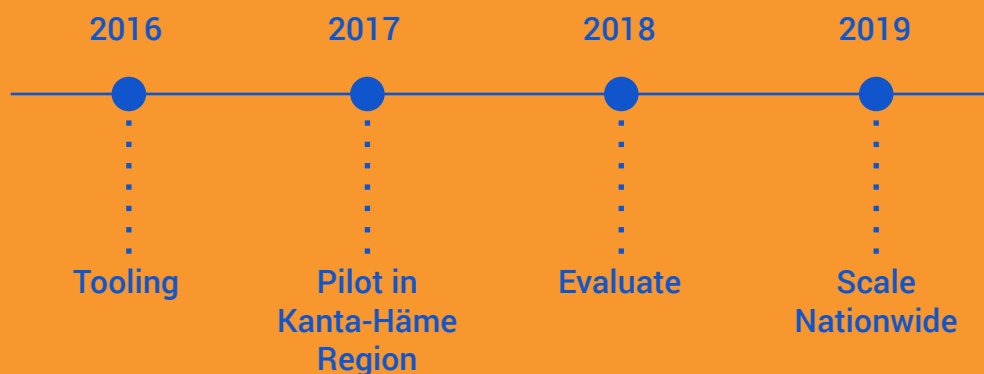 2016
2017
2018
2019
Tooling
Pilot in
Kanta-Häme
Region
Evaluate
Scale
Nationwide